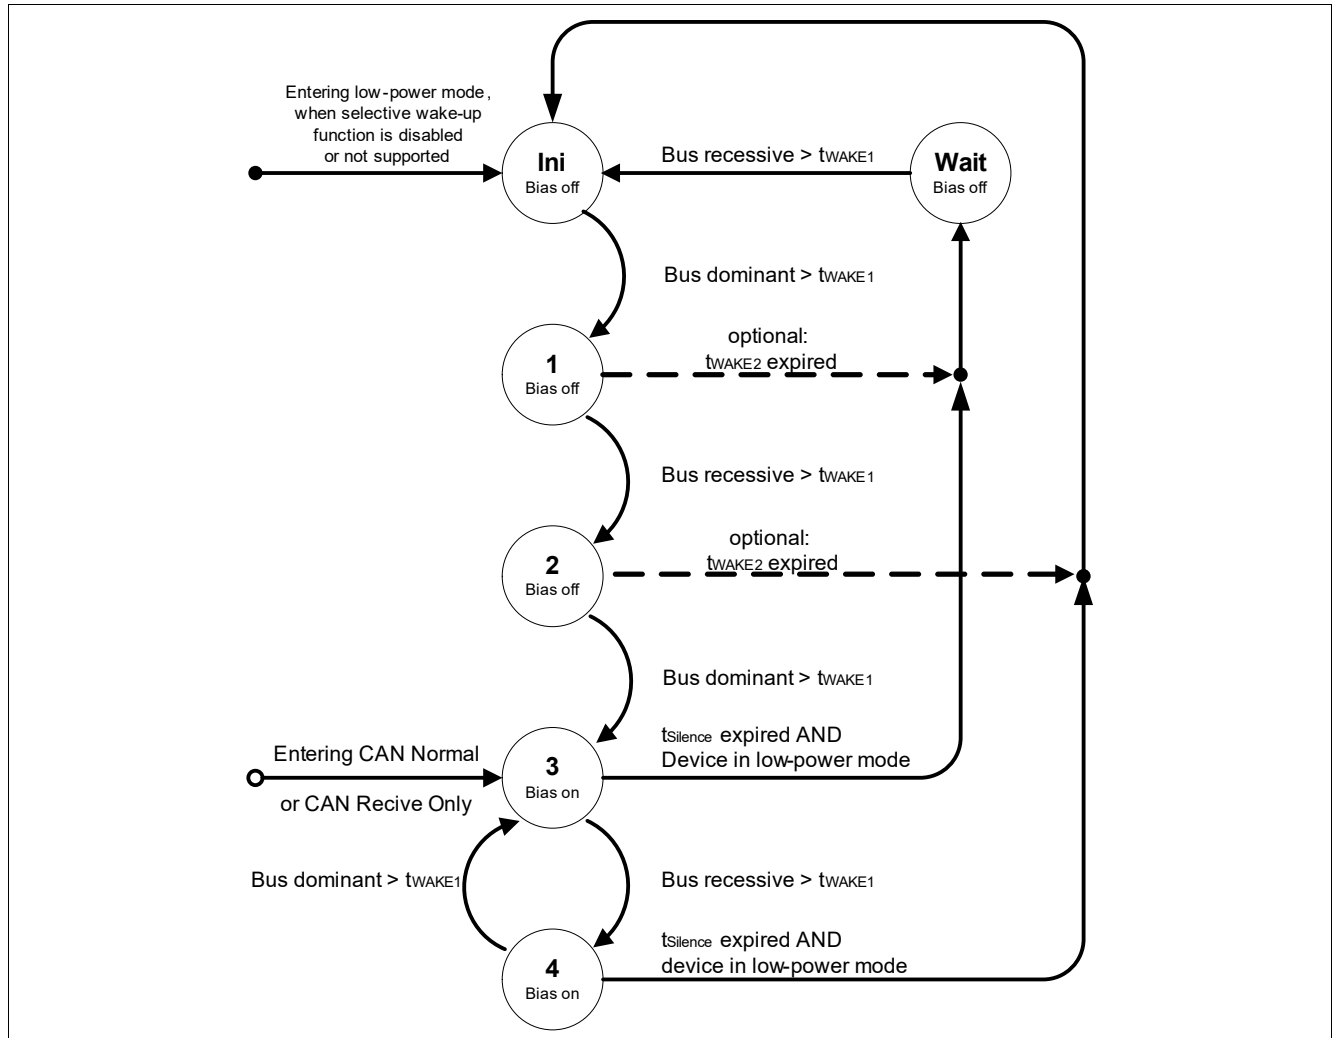 Entering low-power mode,
when selective wake-up
function is disabled
or not supported
Ini
Bias off
Bus recessive > tWAKE1
Wait
Bias off
Bus dominant > tWAKE1
1
Bias off
optional:
tWAKE2 expired
Bus recessive > tWAKE1
2
Bias off
optional:
tWAKE2 expired
Bus dominant > tWAKE1
Entering CAN Normal
or CAN Recive Only
3
Bias on
tSilence expired AND
Device in low-power mode
Bus dominant > tWAKE1
Bus recessive > tWAKE1
4
Bias on
tSilence expired AND
device in low-power mode